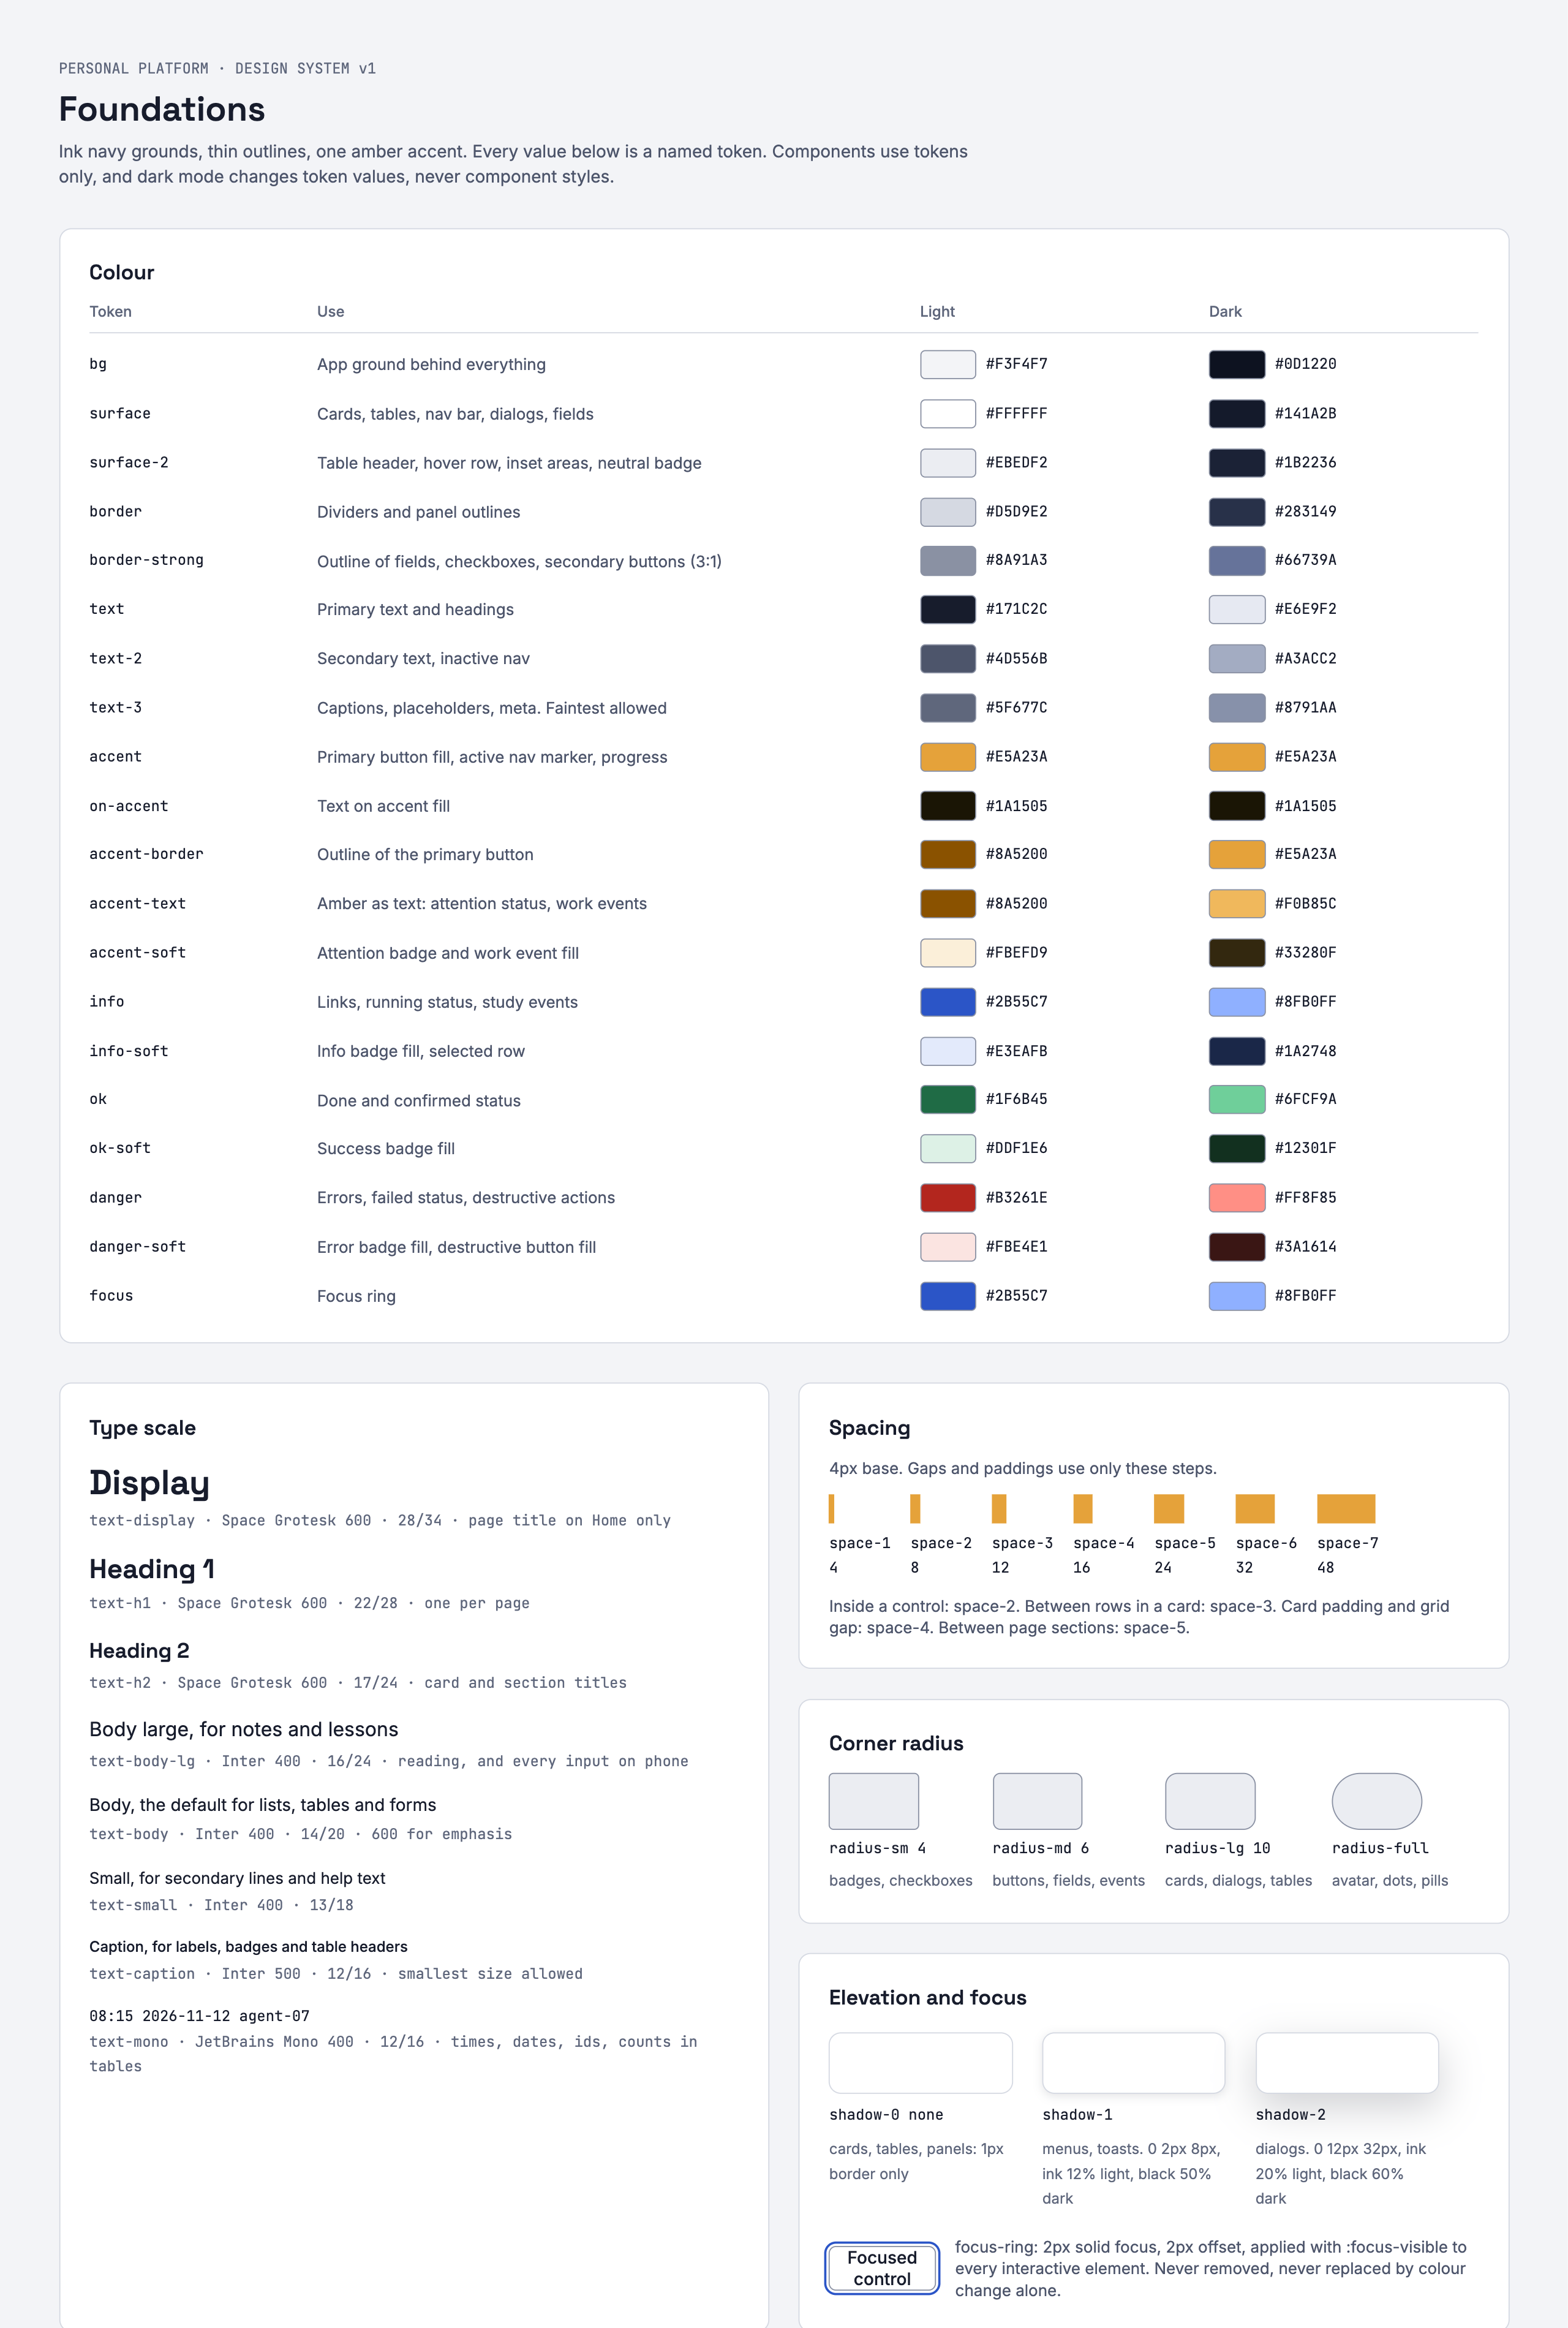 PERSONAL PLATFORM · DESIGN SYSTEM v1
Foundations
Ink navy grounds, thin outlines, one amber accent. Every value below is a named token. Components use tokens
only, and dark mode changes token values, never component styles.
Colour
Token Use Light Dark
bg App ground behind everything #F3F4F7 #0D1220
surface Cards, tables, nav bar, dialogs, fields #FFFFFF #141A2B
surface-2 Table header, hover row, inset areas, neutral badge #EBEDF2 #1B2236
border Dividers and panel outlines #D5D9E2 #283149
border-strong Outline of fields, checkboxes, secondary buttons (3:1) #8A91A3 #66739A
text Primary text and headings #171C2C #E6E9F2
text-2 Secondary text, inactive nav #4D556B #A3ACC2
text-3 Captions, placeholders, meta. Faintest allowed #5F677C #8791AA
accent Primary button fill, active nav marker, progress #E5A23A #E5A23A
on-accent Text on accent fill #1A1505 #1A1505
accent-border Outline of the primary button #8A5200 #E5A23A
accent-text Amber as text: attention status, work events #8A5200 #F0B85C
accent-soft Attention badge and work event fill #FBEFD9 #33280F
info Links, running status, study events #2B55C7 #8FB0FF
info-soft Info badge fill, selected row #E3EAFB #1A2748
ok Done and confirmed status #1F6B45 #6FCF9A
ok-soft Success badge fill #DDF1E6 #12301F
danger Errors, failed status, destructive actions #B3261E #FF8F85
danger-soft Error badge fill, destructive button fill #FBE4E1 #3A1614
focus Focus ring #2B55C7 #8FB0FF
Type scale
Display
text-display · Space Grotesk 600 · 28/34 · page title on Home only
Heading 1
text-h1 · Space Grotesk 600 · 22/28 · one per page
Heading 2
text-h2 · Space Grotesk 600 · 17/24 · card and section titles
Body large, for notes and lessons
text-body-lg · Inter 400 · 16/24 · reading, and every input on phone
Body, the default for lists, tables and forms
text-body · Inter 400 · 14/20 · 600 for emphasis
Small, for secondary lines and help text
text-small · Inter 400 · 13/18
Caption, for labels, badges and table headers
text-caption · Inter 500 · 12/16 · smallest size allowed
08:15 2026-11-12 agent-07
text-mono · JetBrains Mono 400 · 12/16 · times, dates, ids, counts in
tables
Spacing
4px base. Gaps and paddings use only these steps.
space-1 space-2 space-3 space-4 space-5 space-6 space-7
4 8 12 16 24 32 48
Inside a control: space-2. Between rows in a card: space-3. Card padding and grid
gap: space-4. Between page sections: space-5.
Corner radius
radius-sm 4 radius-md 6 radius-lg 10 radius-full
badges, checkboxes buttons, fields, events cards, dialogs, tables avatar, dots, pills
Elevation and focus
shadow-0 none
cards, tables, panels: 1px
border only
shadow-1
menus, toasts. 0 2px 8px,
ink 12% light, black 50%
dark
shadow-2
dialogs. 0 12px 32px, ink
20% light, black 60%
dark
Focused
control
focus-ring: 2px solid focus, 2px offset, applied with :focus-visible to
every interactive element. Never removed, never replaced by colour
change alone.